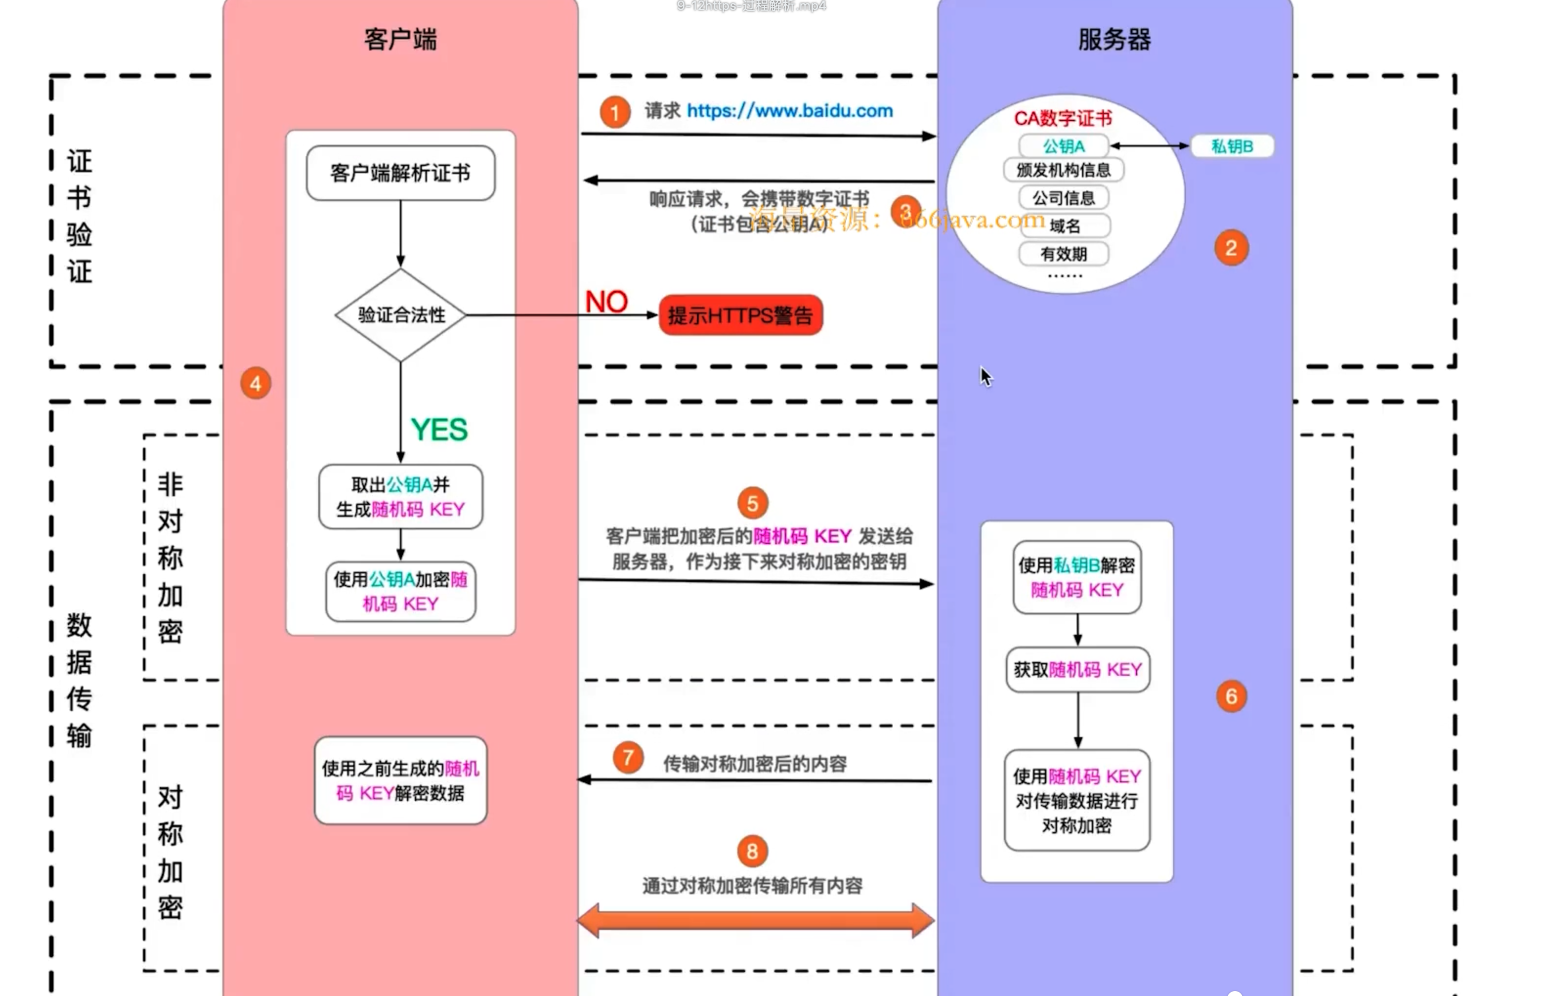 9-12https-过程解析.mp4
客户端
服务器
证书验证
1
请求 https://www.baidu.com
CA数字证书
公钥A
私钥B
颁发机构信息
公司信息
域名
有效期
......
2
响应请求，会携带数字证书
（证书包含公钥A）
3
海量资源：666java.com
客户端解析证书
验证合法性
NO
提示HTTPS警告
4
YES
取出公钥A并
生成随机码 KEY
使用公钥A加密随
机码 KEY
数据传输
非对称加密
5
客户端把加密后的随机码 KEY 发送给
服务器，作为接下来对称加密的密钥
使用私钥B解密
随机码 KEY
获取随机码 KEY
6
使用随机码 KEY
对传输数据进行
对称加密
对称加密
7
传输对称加密后的内容
使用之前生成的随机
码 KEY解密数据
8
通过对称加密传输所有内容